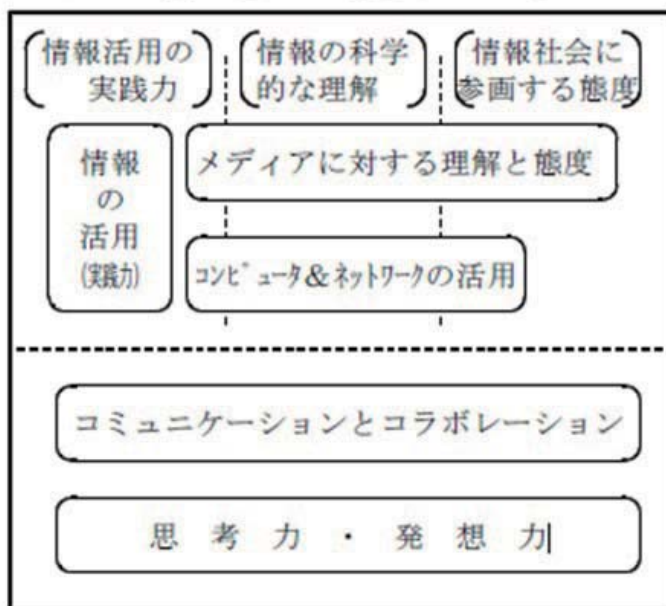 情報活用の
実践力
情報の科学
的な理解
情報社会に
参画する態度
情報
の
活用
(実践力)
メディアに対する理解と態度
コンピュータ&ネットワークの活用
コミュニケーションとコラボレーション
思考力・発想力